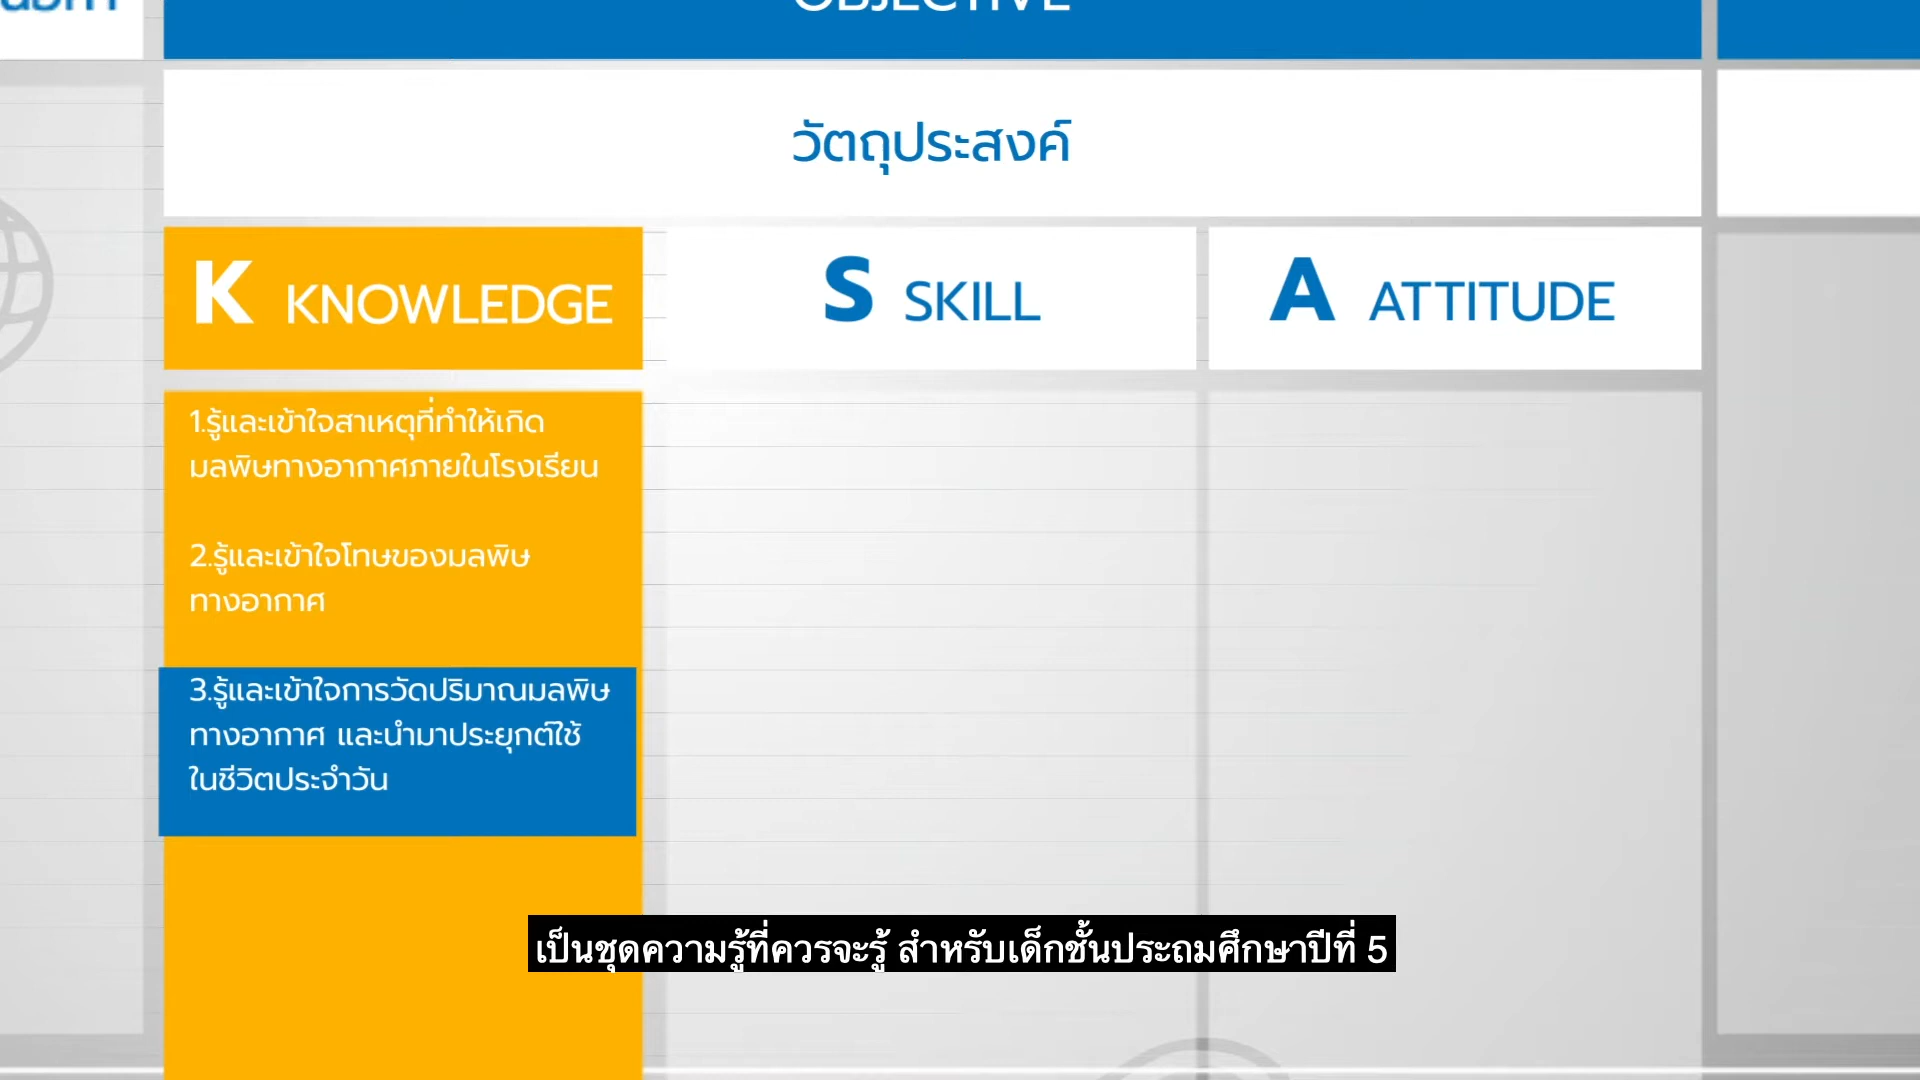 OBJECTIVE
วัตถุประสงค์
K KNOWLEDGE
S SKILL
A ATTITUDE
1.รู้และเข้าใจสาเหตุที่ทำให้เกิด
มลพิษทางอากาศภายในโรงเรียน
2.รู้และเข้าใจโทษของมลพิษ
ทางอากาศ
3.รู้และเข้าใจการวัดปริมาณมลพิษ
ทางอากาศ และนำมาประยุกต์ใช้
ในชีวิตประจำวัน
เป็นชุดความรู้ที่ควรจะรู้ สำหรับเด็กชั้นประถมศึกษาปีที่ 5